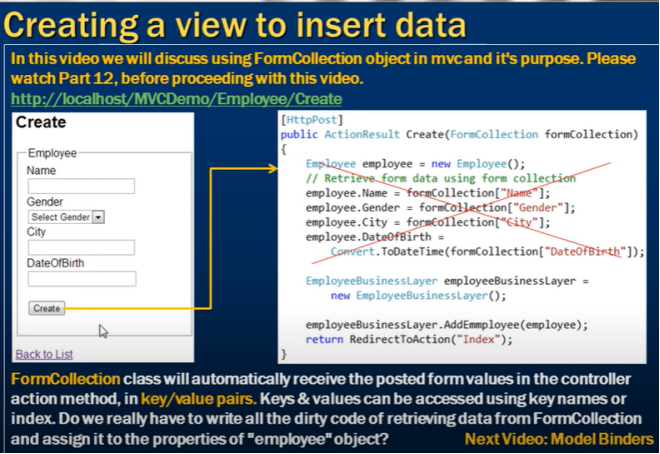 Creating a view to insert data
In this video we will discuss using FormCollection object in mvc and it's purpose. Please
watch Part 12, before proceeding with this video.
http://localhost/MVCDemo/Employee/Create
Create
Employee
Name
Gender
Select Gender
City
DateOfBirth
Create
Back to List
[HttpPost]
public ActionResult Create(FormCollection formCollection)
{
Employee employee = new Employee();
// Retrieve form data using form collection
employee.Name = formCollection["Name"];
employee.Gender = formCollection["Gender"];
employee.City = formCollection["City"];
employee.DateOfBirth =
Convert.ToDateTime(formCollection["DateOfBirth"]);
EmployeeBusinessLayer employeeBusinessLayer =
new EmployeeBusinessLayer();
employeeBusinessLayer.AddEmmployee(employee);
return RedirectToAction("Index");
}
FormCollection class will automatically receive the posted form values in the controller
action method, in key/value pairs. Keys & values can be accessed using key names or
index. Do we really have to write all the dirty code of retrieving data from FormCollection
and assign it to the properties of "employee" object? Next Video: Model Binders